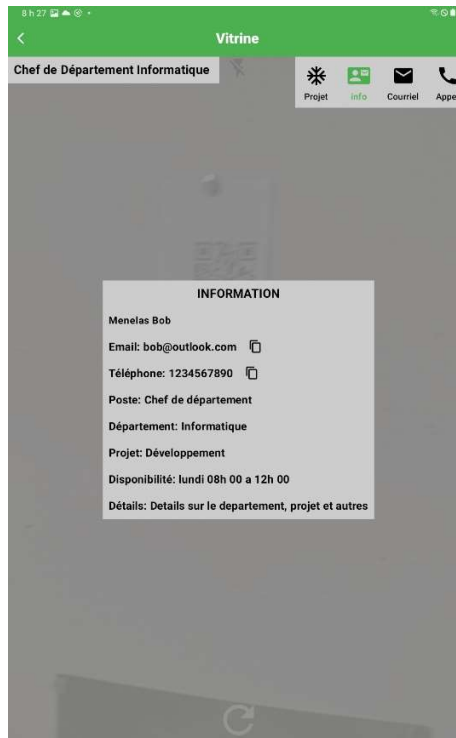 8 h 27
Vitrine
Chef de Département Informatique
Projet
info
Courriel
Appe
INFORMATION
Menelas Bob
Email: bob@outlook.com
Téléphone: 1234567890
Poste: Chef de département
Département: Informatique
Projet: Développement
Disponibilité: lundi 08h 00 a 12h 00
Détails: Details sur le departement, projet et autres